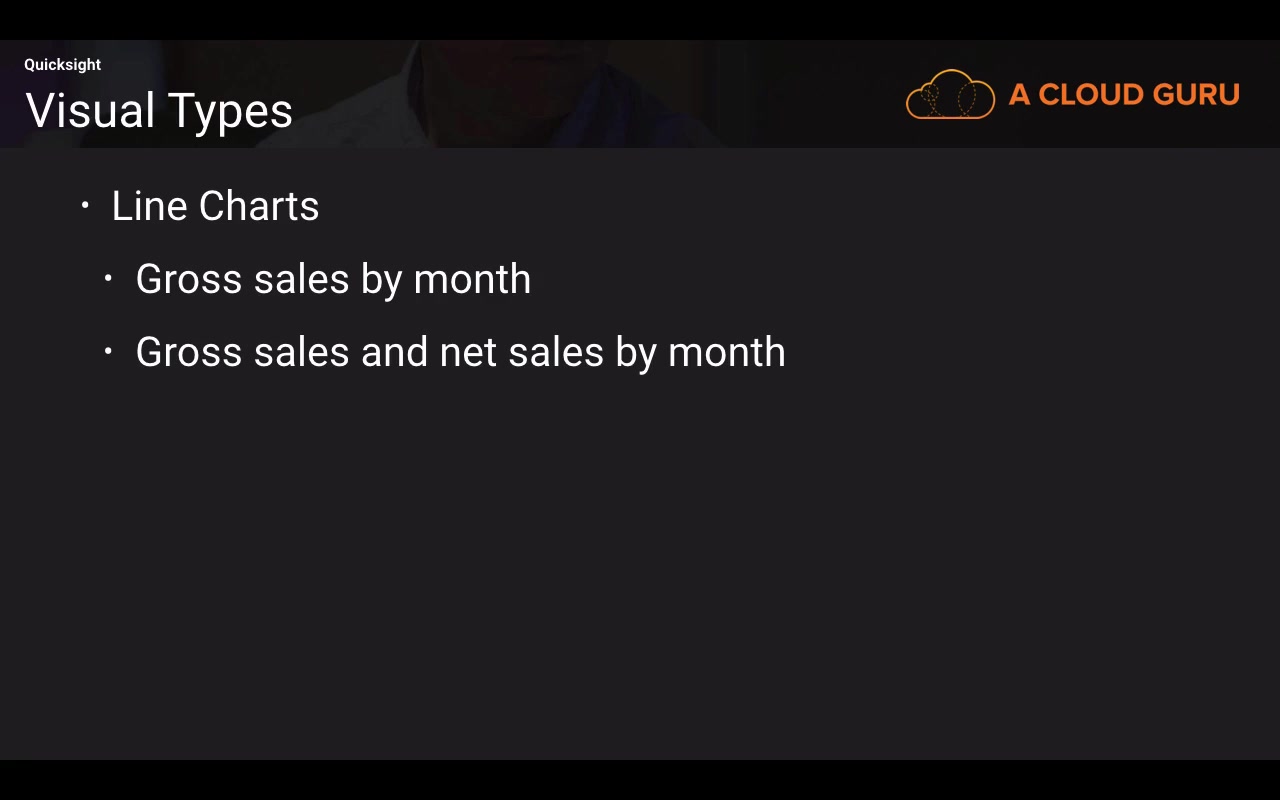 Quicksight
Visual Types
A CLOUD GURU
• Line Charts
• Gross sales by month
• Gross sales and net sales by month